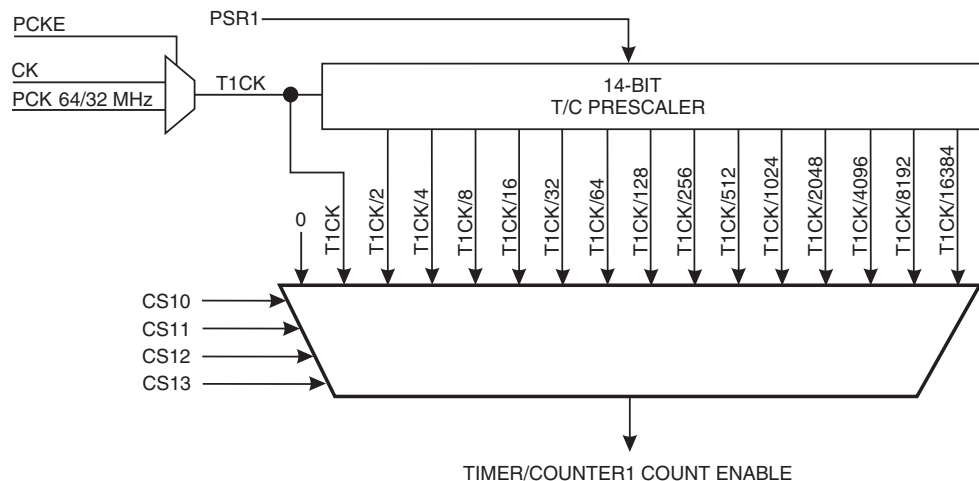 PSR1
PCKE
CK
PCK 64/32 MHz
T1CK
14-BIT
T/C PRESCALER
0
T1CK
T1CK/2
T1CK/4
T1CK/8
T1CK/16
T1CK/32
T1CK/64
T1CK/128
T1CK/256
T1CK/512
T1CK/1024
T1CK/2048
T1CK/4096
T1CK/8192
T1CK/16384
CS10
CS11
CS12
CS13
TIMER/COUNTER1 COUNT ENABLE